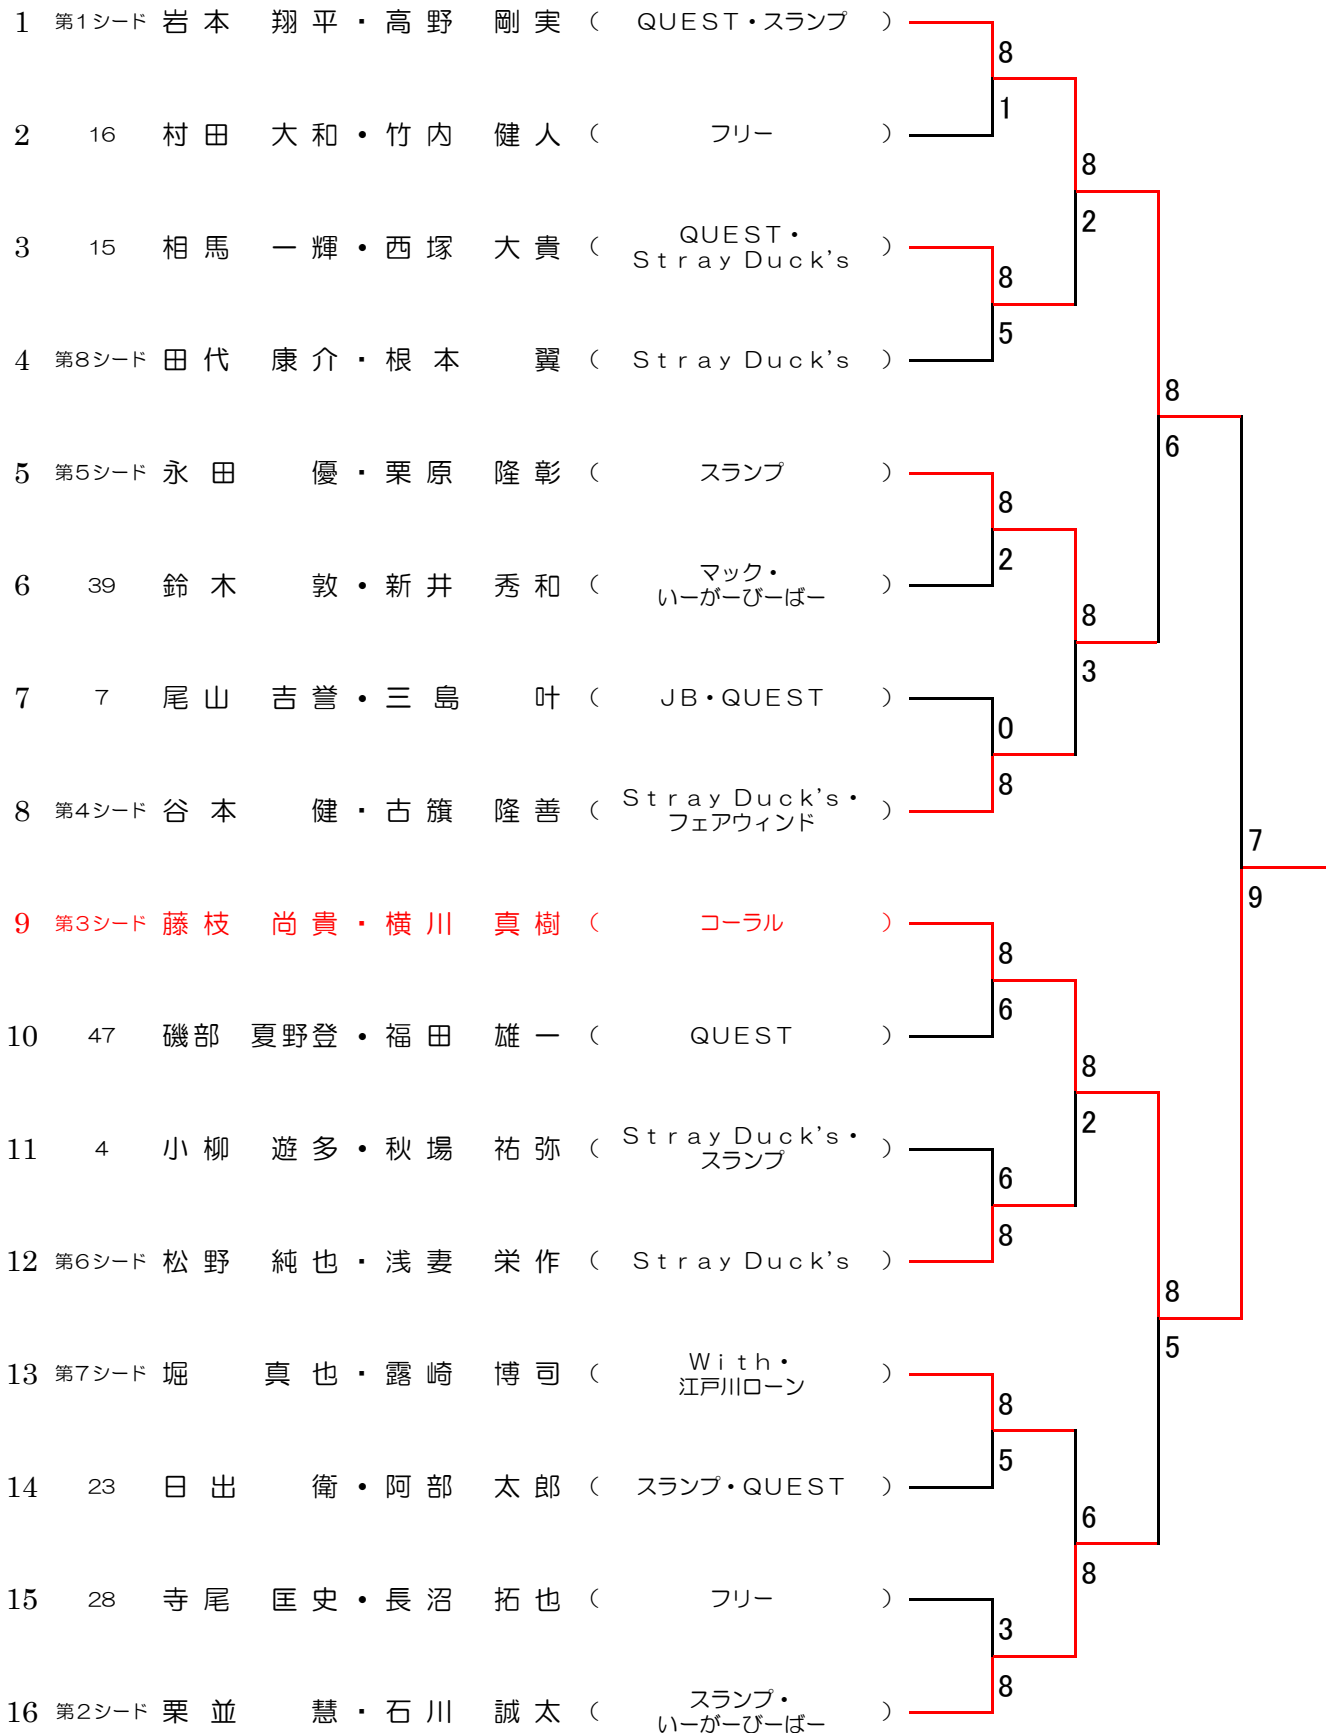 1 第1シード 岩本 翔平・高野 剛実 ( QUEST・スランプ )
8
1
2 16 村田 大和・竹内 健人 ( フリー )
8
2
3 15 相馬 一輝・西塚 大貴 ( QUEST・
Stray Duck's )
8
5
4 第8シード 田代 康介・根本 翼 ( Stray Duck's )
8
6
5 第5シード 永田 優・栗原 隆彰 ( スランプ )
8
2
6 39 鈴木 敦・新井 秀和 ( マック・
いーがーびーばー )
8
3
7 7 尾山 吉誉・三島 叶 ( JB・QUEST )
0
8
8 第4シード 谷本 健・古籏 隆善 ( Stray Duck's・
フェアウィンド )
7
9
9 第3シード 藤枝 尚貴・横川 真樹 ( コーラル )
8
6
10 47 磯部 夏野登・福田 雄一 ( QUEST )
8
2
11 4 小柳 遊多・秋場 祐弥 ( Stray Duck's・
スランプ )
6
8
12 第6シード 松野 純也・浅妻 栄作 ( Stray Duck's )
8
5
13 第7シード 堀 真也・露崎 博司 ( With・
江戸川ローン )
8
5
14 23 日出 衛・阿部 太郎 ( スランプ・QUEST )
6
8
15 28 寺尾 匡史・長沼 拓也 ( フリー )
3
8
16 第2シード 栗並 慧・石川 誠太 ( スランプ・
いーがーびーばー )